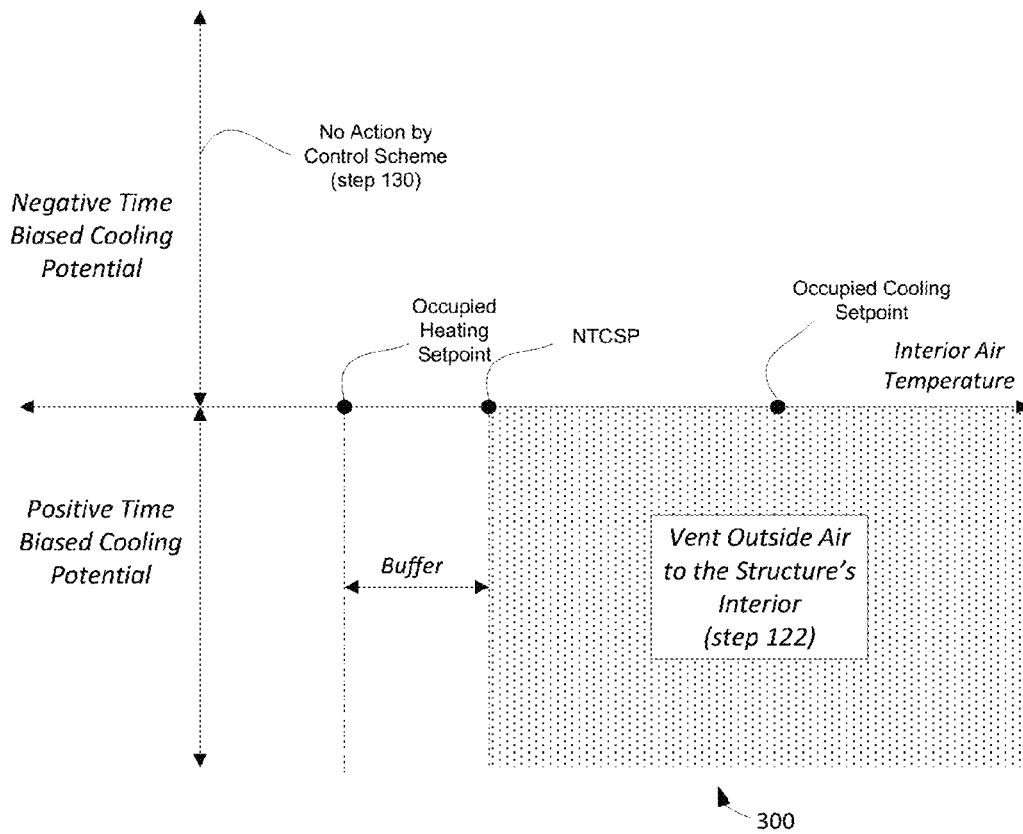 No Action by
Control Scheme
(step 130)
Negative Time
Biased Cooling
Potential
Occupied
Heating
Setpoint
NTCSP
Occupied Cooling
Setpoint
Interior Air
Temperature
Positive Time
Biased Cooling
Potential
Buffer
Vent Outside Air
to the Structure's
Interior
(step 122)
300